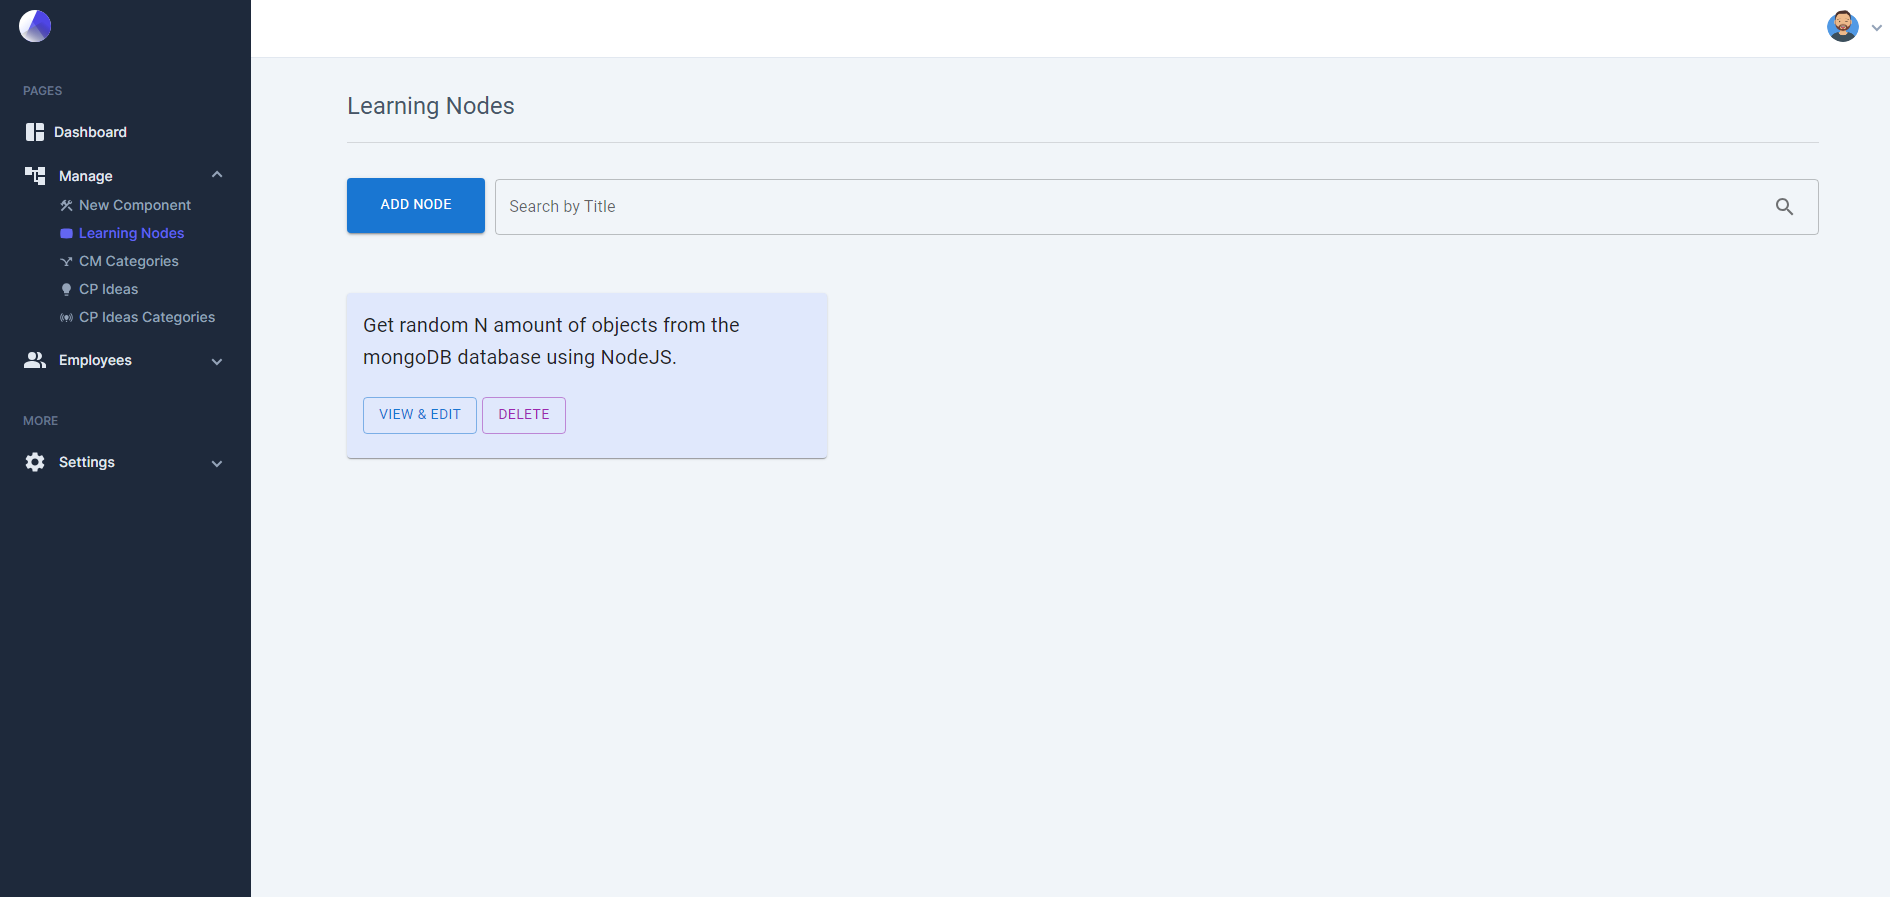 PAGES
Dashboard
Manage
New Component
Learning Nodes
CM Categories
CP Ideas
CP Ideas Categories
Employees
MORE
Settings
Learning Nodes
ADD NODE
Search by Title
Get random N amount of objects from the
mongoDB database using NodeJS.
VIEW & EDIT
DELETE